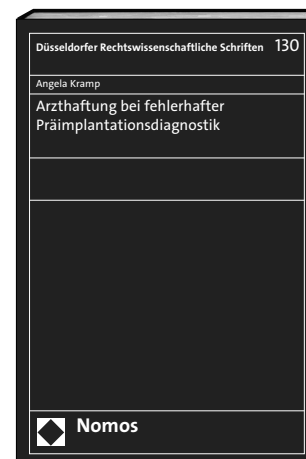 Düsseldorfer Rechtswissenschaftliche Schriften 130
Angela Kramp
Arzthaftung bei fehlerhafter
Präimplantationsdiagnostik
Nomos